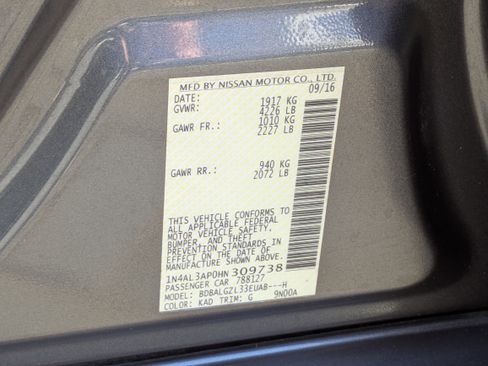 MFD BY NISSAN MOTOR CO., LTD.
DATE: 09/16
GVWR: 1917 KG
4226 LB
GAWR FR.: 1010 KG
2227 LB
GAWR RR.: 940 KG
2072 LB
THIS VEHICLE CONFORMS TO
ALL APPLICABLE FEDERAL
MOTOR VEHICLE SAFETY,
BUMPER, AND THEFT
PREVENTION STANDARDS IN
EFFECT ON THE DATE OF
MANUFACTURE SHOWN ABOVE.
1N4AL3AP0HN 309738
PASSENGER CAR 788127
MODEL: BDBALGZL33EUAB---H
COLOR: KAD TRIM: G 9N00A